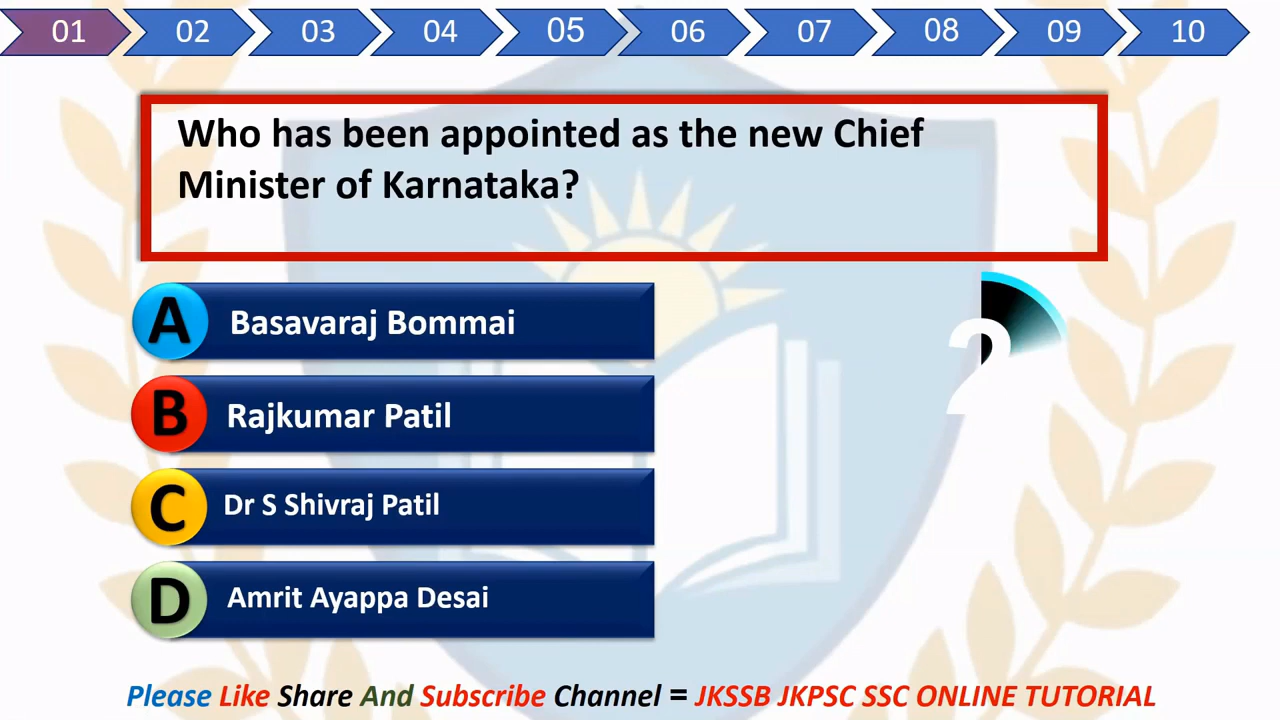 01 02 03 04 05 06 07 08 09 10
Who has been appointed as the new Chief
Minister of Karnataka?
A Basavaraj Bommai
2
B Rajkumar Patil
C Dr S Shivraj Patil
D Amrit Ayappa Desai
Please Like Share And Subscribe Channel = JKSSB JKPSC SSC ONLINE TUTORIAL